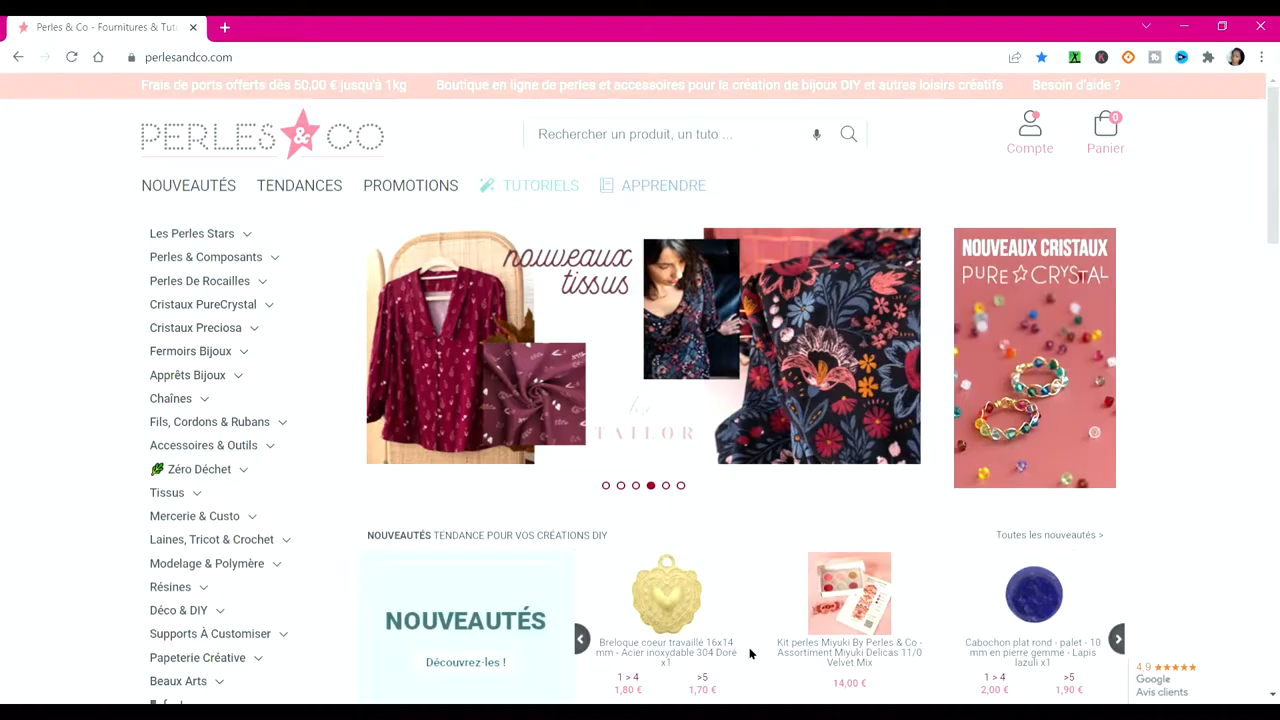 Perles & Co - Fournitures & Tut
perlesandco.com
Frais de ports offerts dès 50,00 € jusqu'à 1kg
Boutique en ligne de perles et accessoires pour la création de bijoux DIY et autres loisirs créatifs
Besoin d'aide ?
PERLES & CO
Rechercher un produit, un tuto ...
Compte
0
Panier
NOUVEAUTÉS
TENDANCES
PROMOTIONS
TUTORIELS
APPRENDRE
Les Perles Stars
Perles & Composants
Perles De Rocailles
Cristaux PureCrystal
Cristaux Preciosa
Fermoirs Bijoux
Apprêts Bijoux
Chaînes
Fils, Cordons & Rubans
Accessoires & Outils
Zéro Déchet
Tissus
Mercerie & Custo
Laines, Tricot & Crochet
Modelage & Polymère
Résines
Déco & DIY
Supports À Customiser
Papeterie Créative
Beaux Arts
nouveaux
tissus
TAILOR
NOUVEAUX CRISTAUX
PURE CRYSTAL
NOUVEAUTÉS TENDANCE POUR VOS CRÉATIONS DIY
Toutes les nouveautés >
NOUVEAUTÉS
Découvrez-les !
Breloque coeur travaillé 16x14
mm - Acier inoxydable 304 Doré
x1
1 > 4
>5
1,80 €
1,70 €
Kit perles Miyuki By Perles & Co -
Assortiment Miyuki Delicas 11/0
Velvet Mix
14,00 €
Cabochon plat rond - palet - 10
mm en pierre gemme - Lapis
lazuli x1
1 > 4
>5
2,00 €
1,90 €
4.9
Google
Avis clients